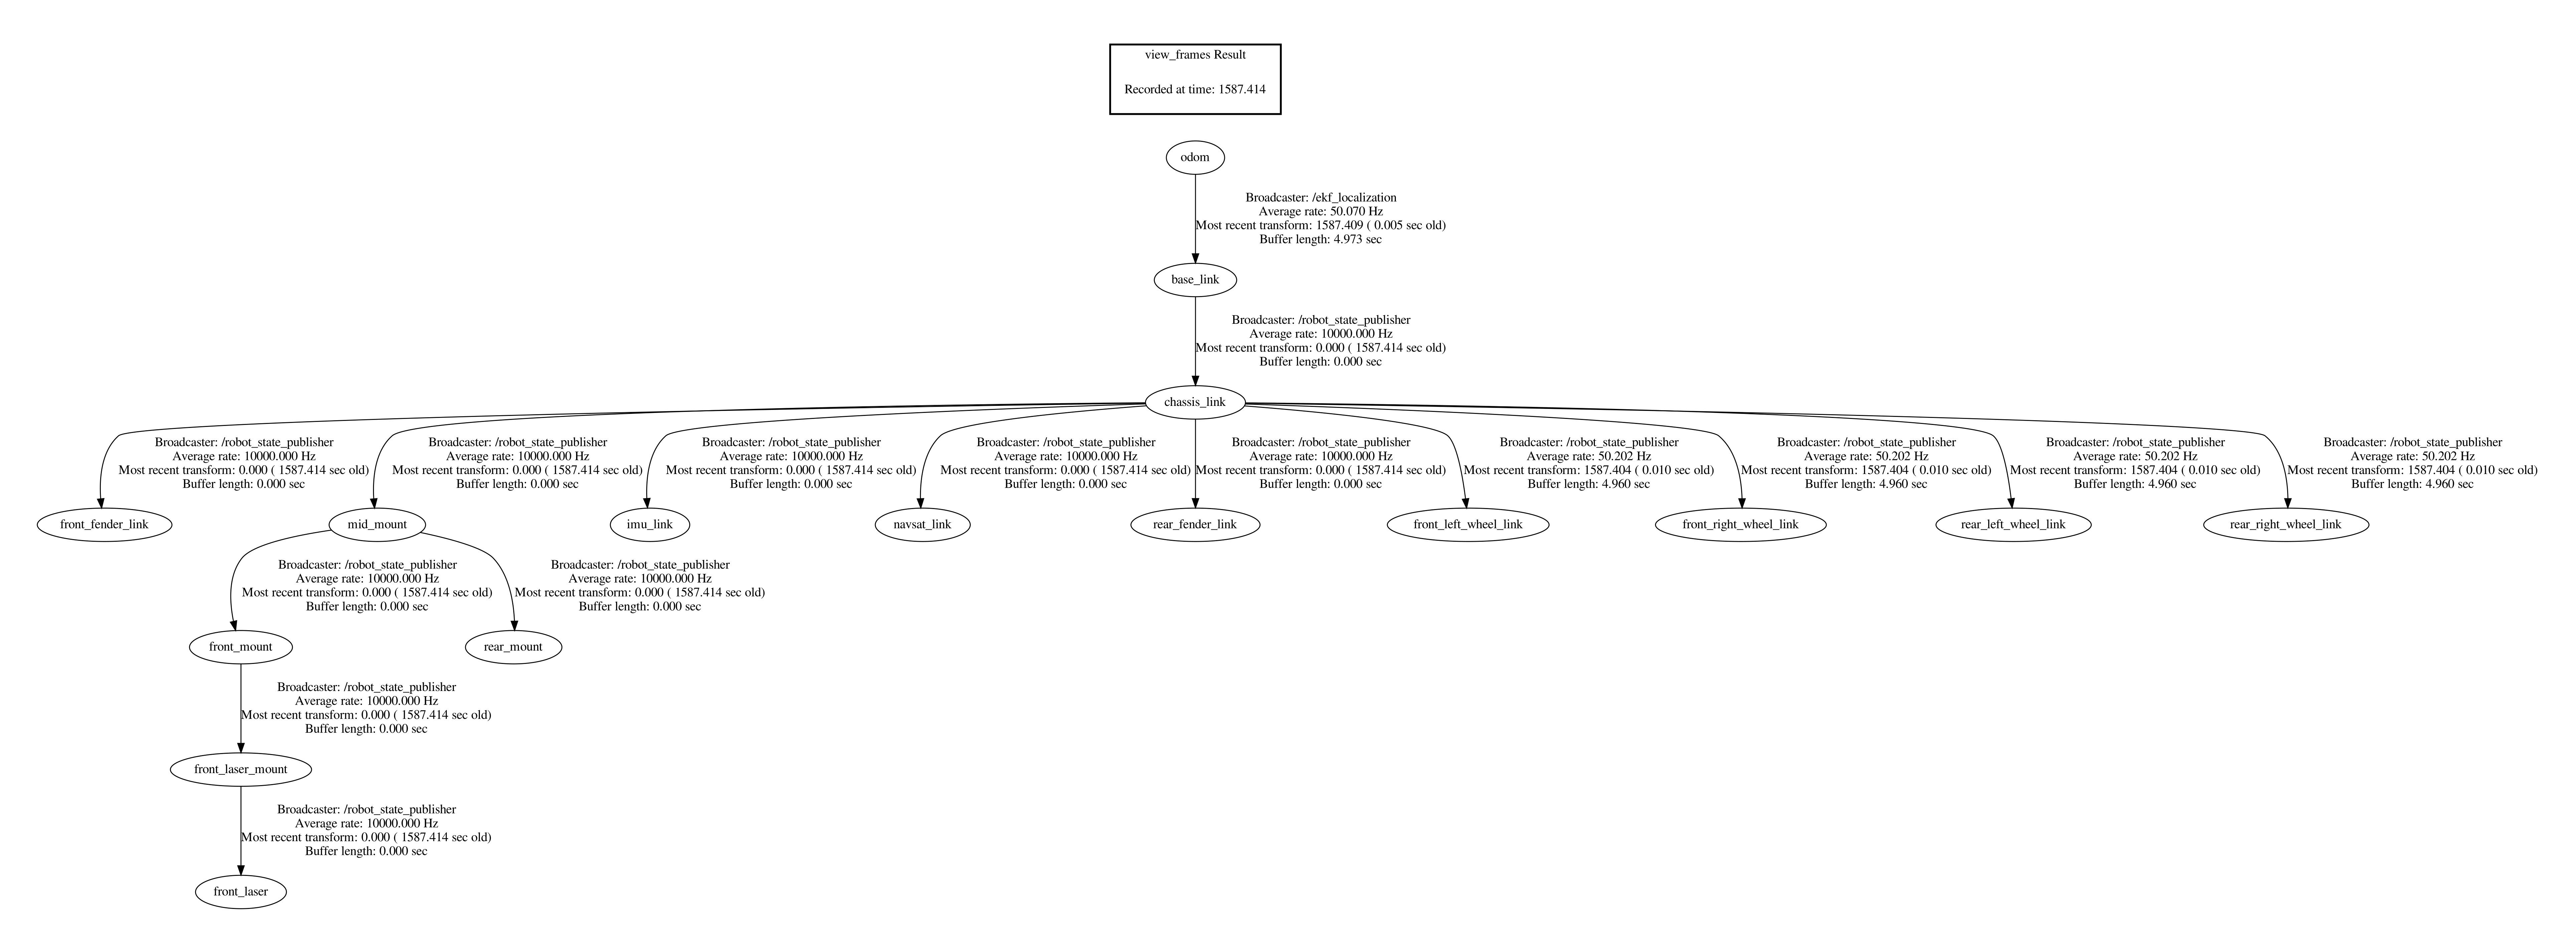 view_frames Result
Recorded at time: 1587.414
odom
Broadcaster: /ekf_localization
Average rate: 50.070 Hz
Most recent transform: 1587.409 ( 0.005 sec old)
Buffer length: 4.973 sec
base_link
Broadcaster: /robot_state_publisher
Average rate: 10000.000 Hz
Most recent transform: 0.000 ( 1587.414 sec old)
Buffer length: 0.000 sec
chassis_link
Broadcaster: /robot_state_publisher
Average rate: 10000.000 Hz
Most recent transform: 0.000 ( 1587.414 sec old)
Buffer length: 0.000 sec
Broadcaster: /robot_state_publisher
Average rate: 10000.000 Hz
Most recent transform: 0.000 ( 1587.414 sec old)
Buffer length: 0.000 sec
Broadcaster: /robot_state_publisher
Average rate: 10000.000 Hz
Most recent transform: 0.000 ( 1587.414 sec old)
Buffer length: 0.000 sec
Broadcaster: /robot_state_publisher
Average rate: 10000.000 Hz
Most recent transform: 0.000 ( 1587.414 sec old)
Buffer length: 0.000 sec
Broadcaster: /robot_state_publisher
Average rate: 10000.000 Hz
Most recent transform: 0.000 ( 1587.414 sec old)
Buffer length: 0.000 sec
Broadcaster: /robot_state_publisher
Average rate: 50.202 Hz
Most recent transform: 1587.404 ( 0.010 sec old)
Buffer length: 4.960 sec
Broadcaster: /robot_state_publisher
Average rate: 50.202 Hz
Most recent transform: 1587.404 ( 0.010 sec old)
Buffer length: 4.960 sec
Broadcaster: /robot_state_publisher
Average rate: 50.202 Hz
Most recent transform: 1587.404 ( 0.010 sec old)
Buffer length: 4.960 sec
Broadcaster: /robot_state_publisher
Average rate: 50.202 Hz
Most recent transform: 1587.404 ( 0.010 sec old)
Buffer length: 4.960 sec
front_fender_link
mid_mount
imu_link
navsat_link
rear_fender_link
front_left_wheel_link
front_right_wheel_link
rear_left_wheel_link
rear_right_wheel_link
Broadcaster: /robot_state_publisher
Average rate: 10000.000 Hz
Most recent transform: 0.000 ( 1587.414 sec old)
Buffer length: 0.000 sec
Broadcaster: /robot_state_publisher
Average rate: 10000.000 Hz
Most recent transform: 0.000 ( 1587.414 sec old)
Buffer length: 0.000 sec
front_mount
rear_mount
Broadcaster: /robot_state_publisher
Average rate: 10000.000 Hz
Most recent transform: 0.000 ( 1587.414 sec old)
Buffer length: 0.000 sec
front_laser_mount
Broadcaster: /robot_state_publisher
Average rate: 10000.000 Hz
Most recent transform: 0.000 ( 1587.414 sec old)
Buffer length: 0.000 sec
front_laser